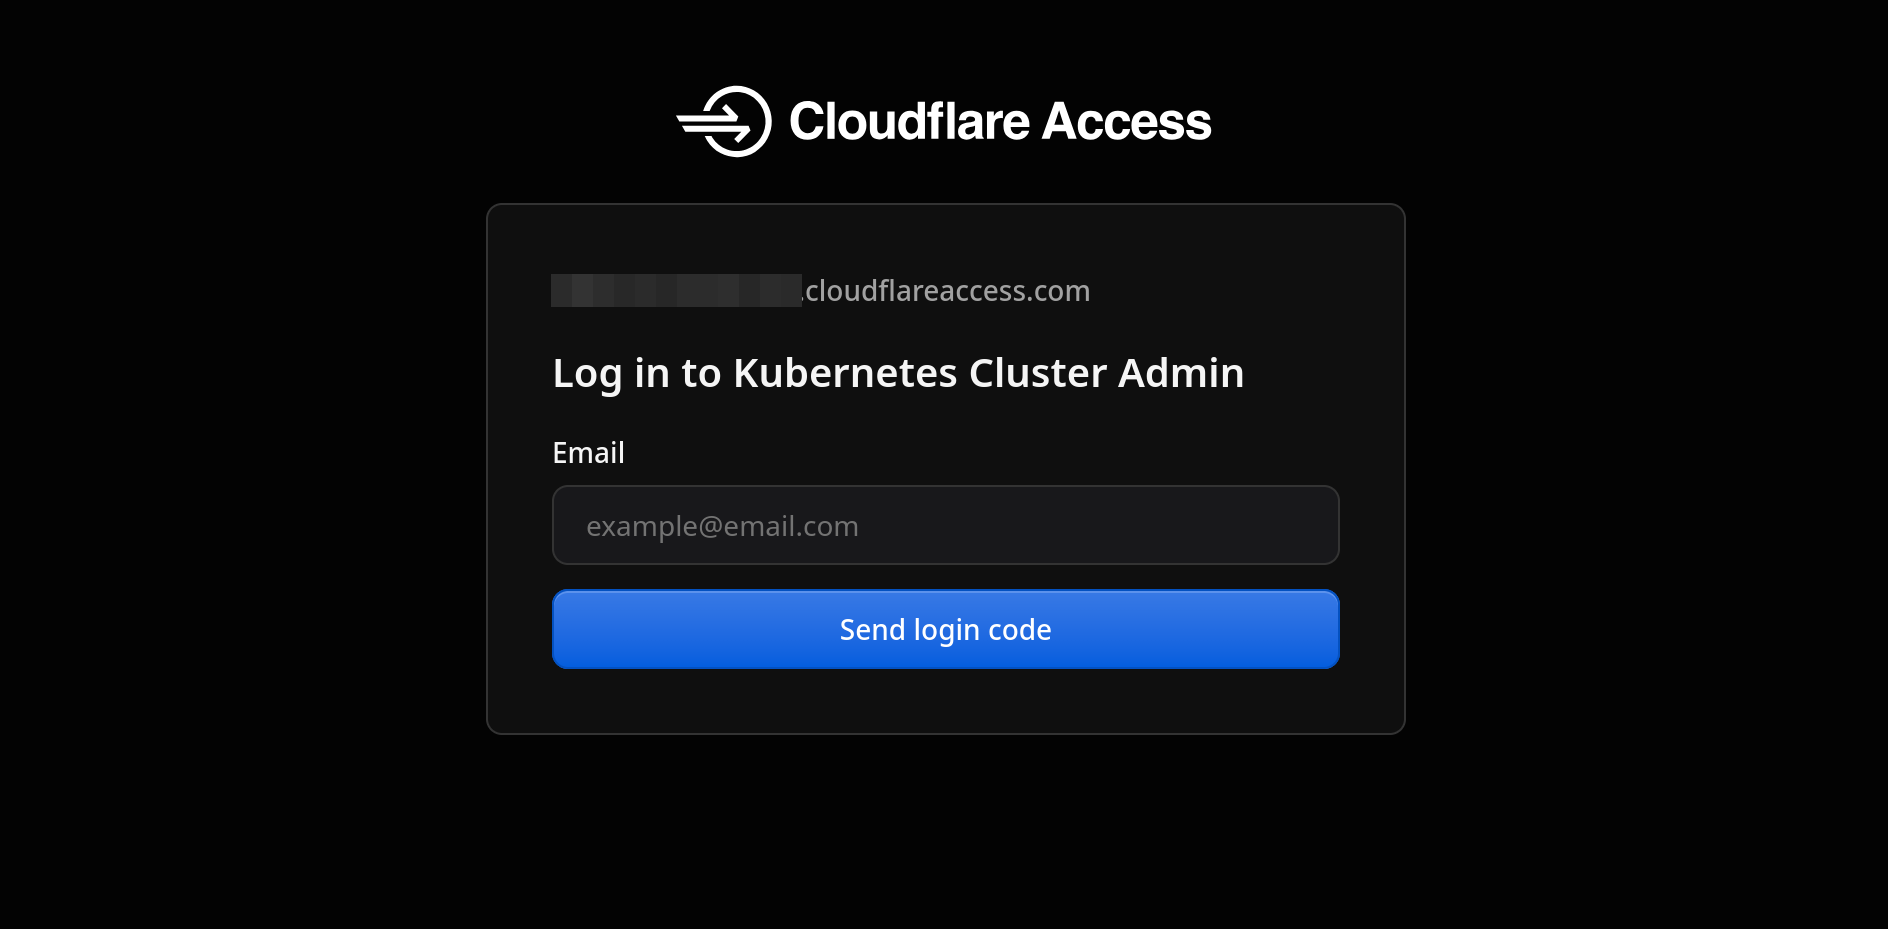 Cloudflare Access
.cloudflareaccess.com
Log in to Kubernetes Cluster Admin
Email
example@email.com
Send login code